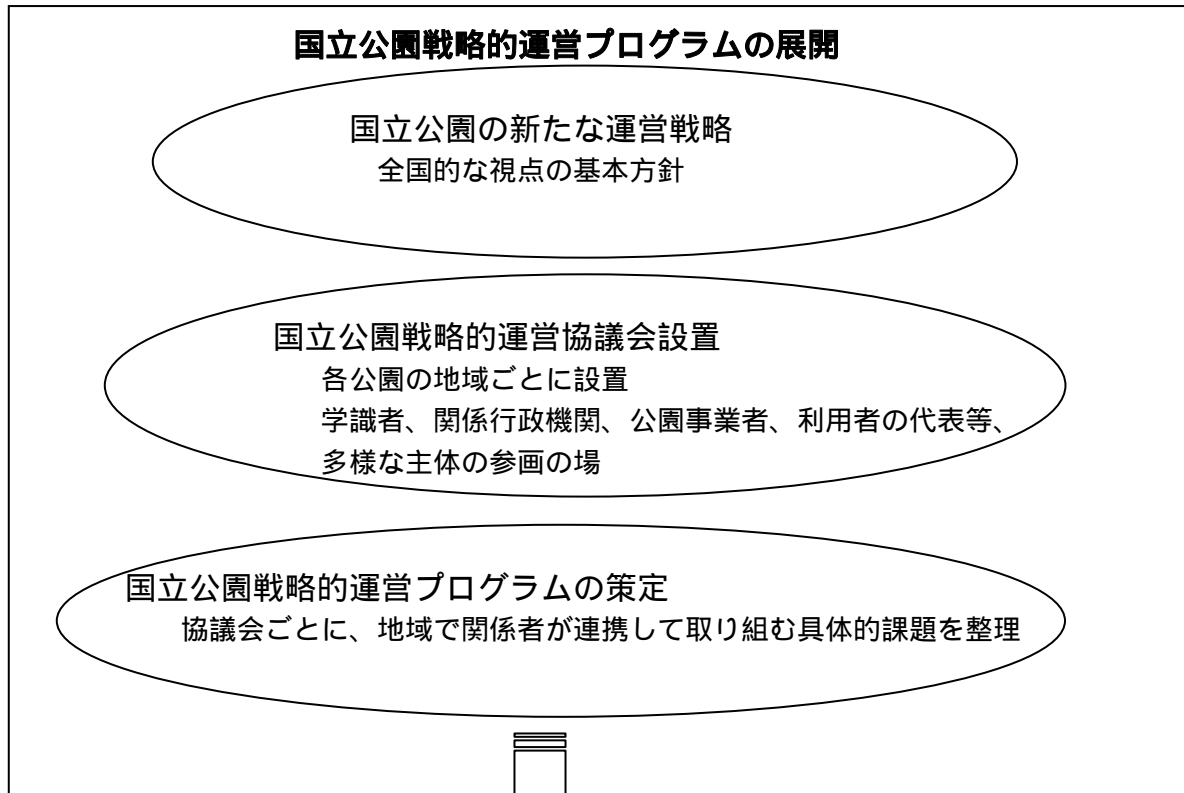 国立公園戦略的運営プログラムの展開
国立公園の新たな運営戦略
全国的な視点の基本方針
国立公園戦略的運営協議会設置
各公園の地域ごとに設置
学識者、関係行政機関、公園事業者、利用者の代表等、
多様な主体の参画の場
国立公園戦略的運営プログラムの策定
協議会ごとに、地域で関係者が連携して取り組む具体的課題を整理